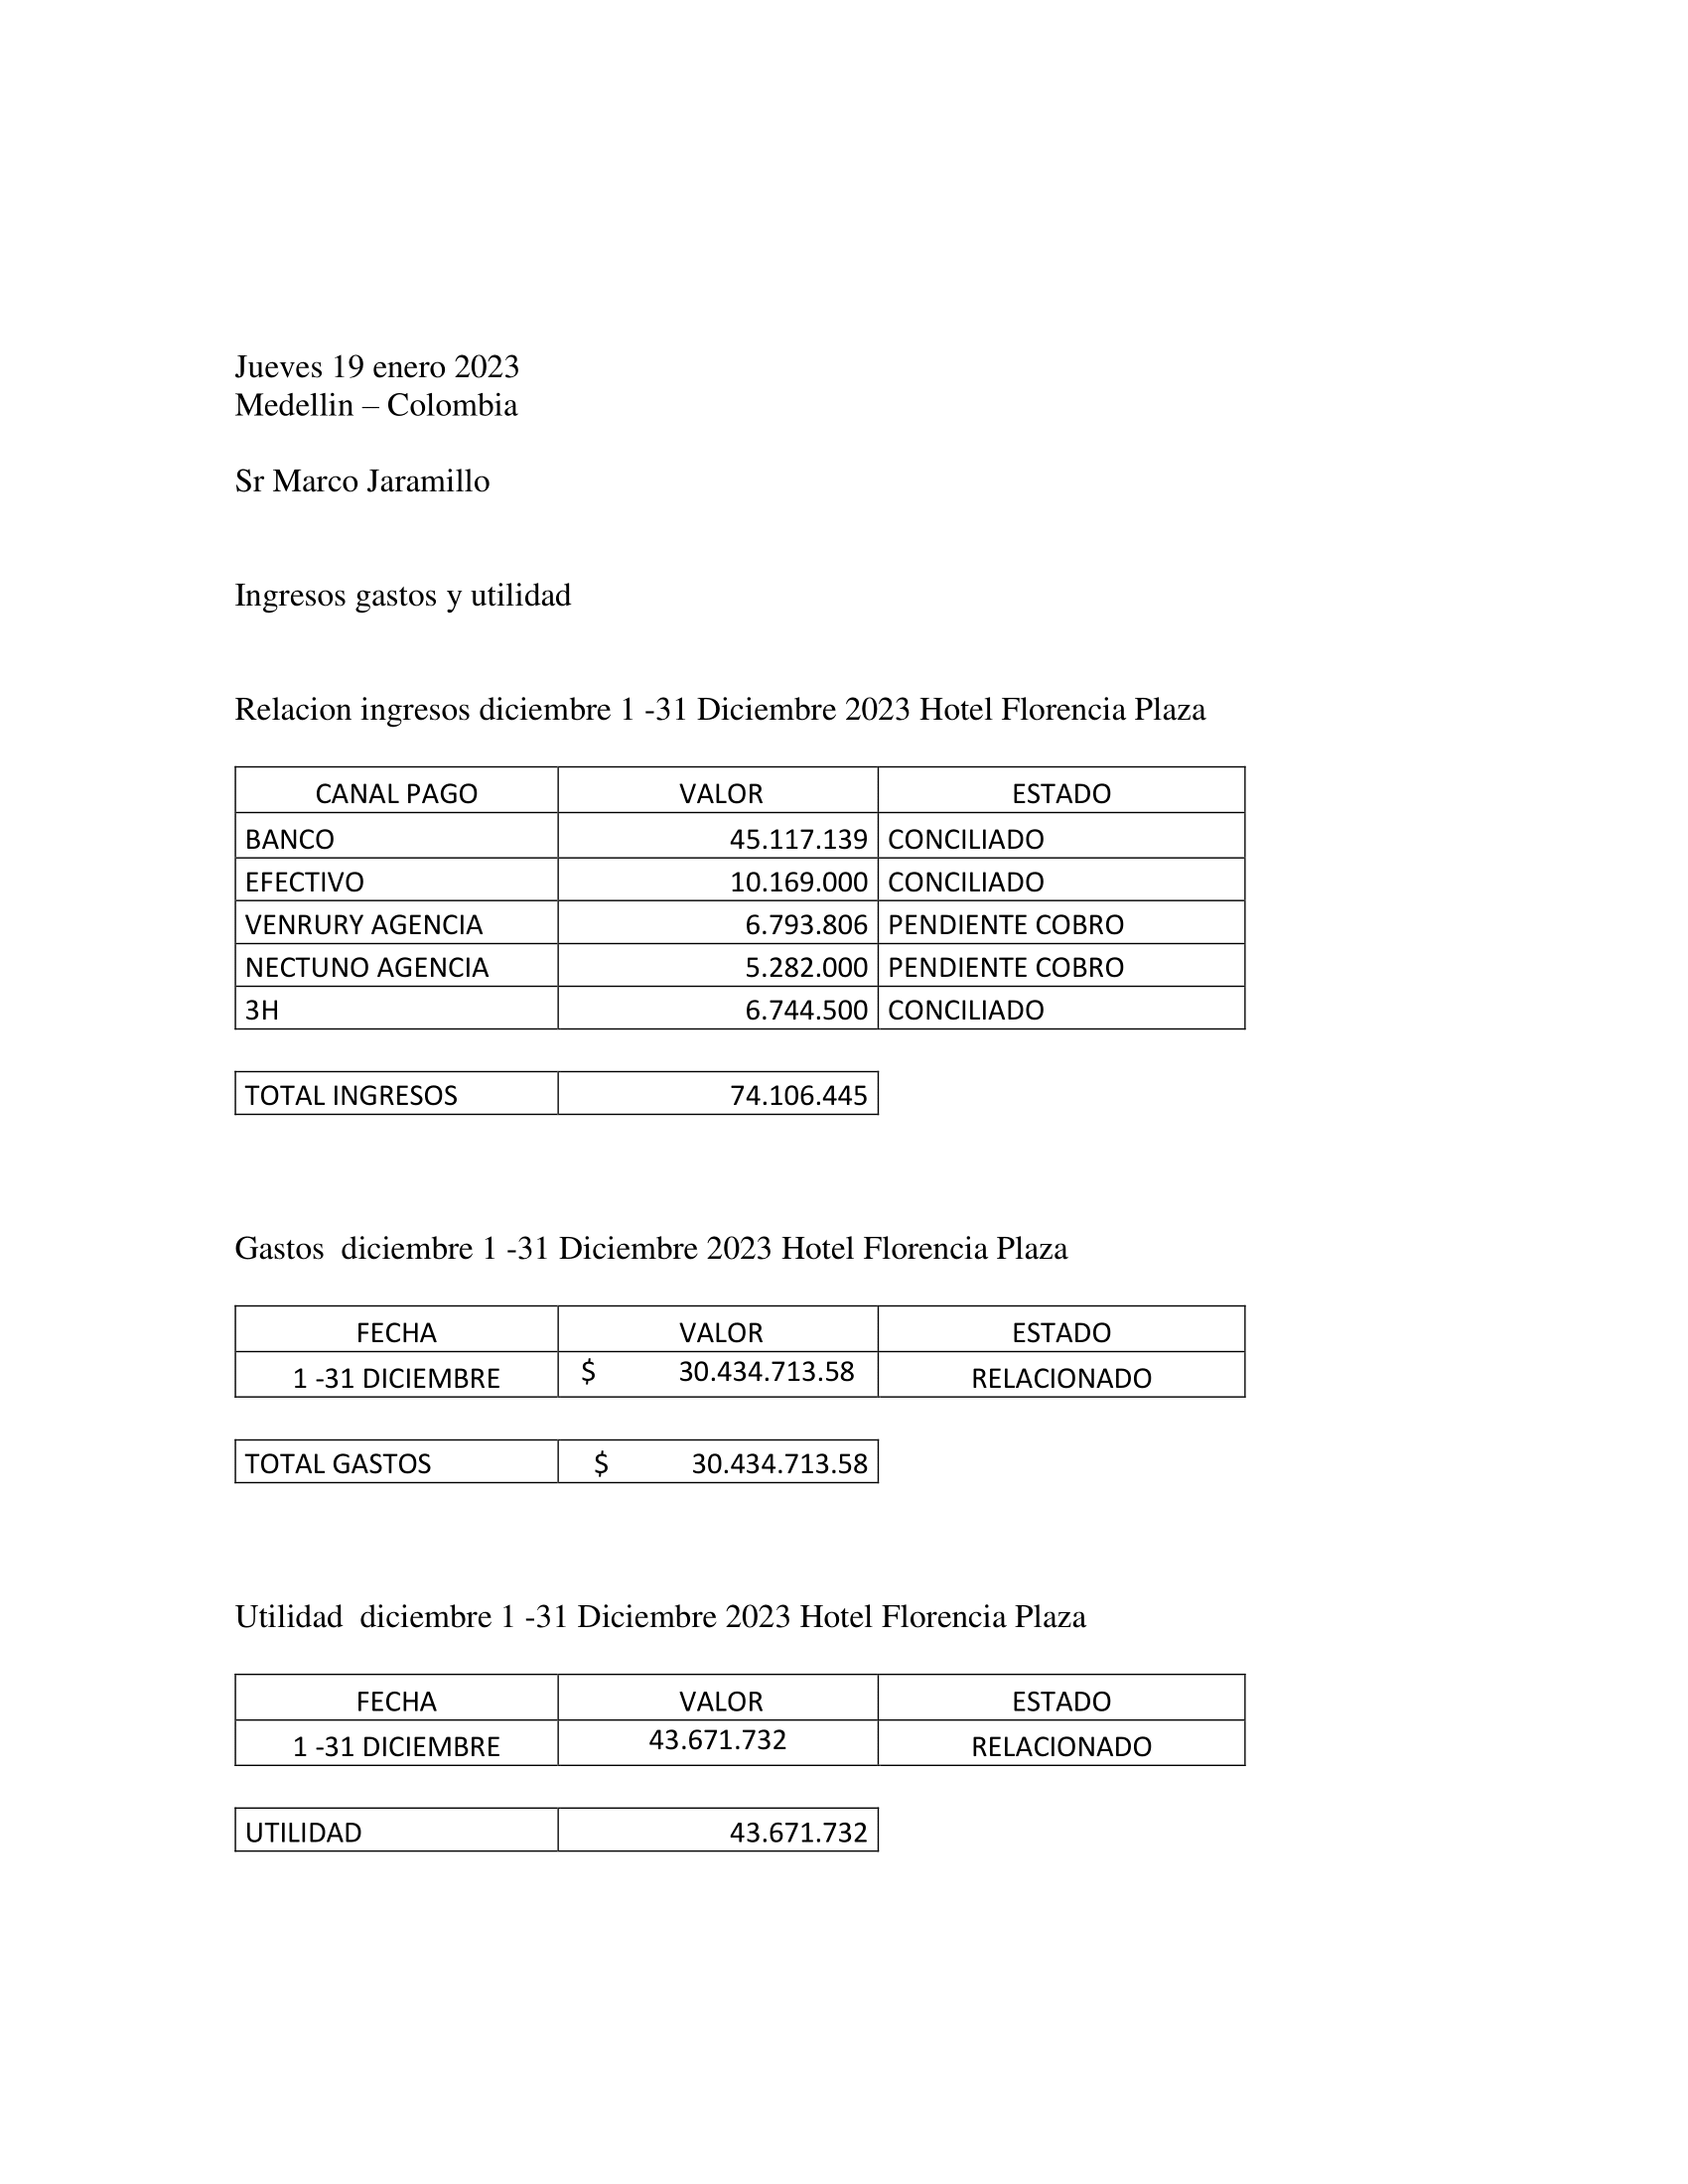 Jueves 19 enero 2023
Medellin – Colombia
Sr Marco Jaramillo
Ingresos gastos y utilidad
Relacion ingresos diciembre 1 -31 Diciembre 2023 Hotel Florencia Plaza
CANAL PAGO VALOR ESTADO
BANCO 45.117.139 CONCILIADO
EFECTIVO 10.169.000 CONCILIADO
VENRURY AGENCIA 6.793.806 PENDIENTE COBRO
NECTUNO AGENCIA 5.282.000 PENDIENTE COBRO
3H 6.744.500 CONCILIADO
TOTAL INGRESOS 74.106.445
Gastos  diciembre 1 -31 Diciembre 2023 Hotel Florencia Plaza
FECHA VALOR ESTADO
1 -31 DICIEMBRE $ 30.434.713.58 RELACIONADO
TOTAL GASTOS $ 30.434.713.58
Utilidad  diciembre 1 -31 Diciembre 2023 Hotel Florencia Plaza
FECHA VALOR ESTADO
1 -31 DICIEMBRE 43.671.732 RELACIONADO
UTILIDAD 43.671.732